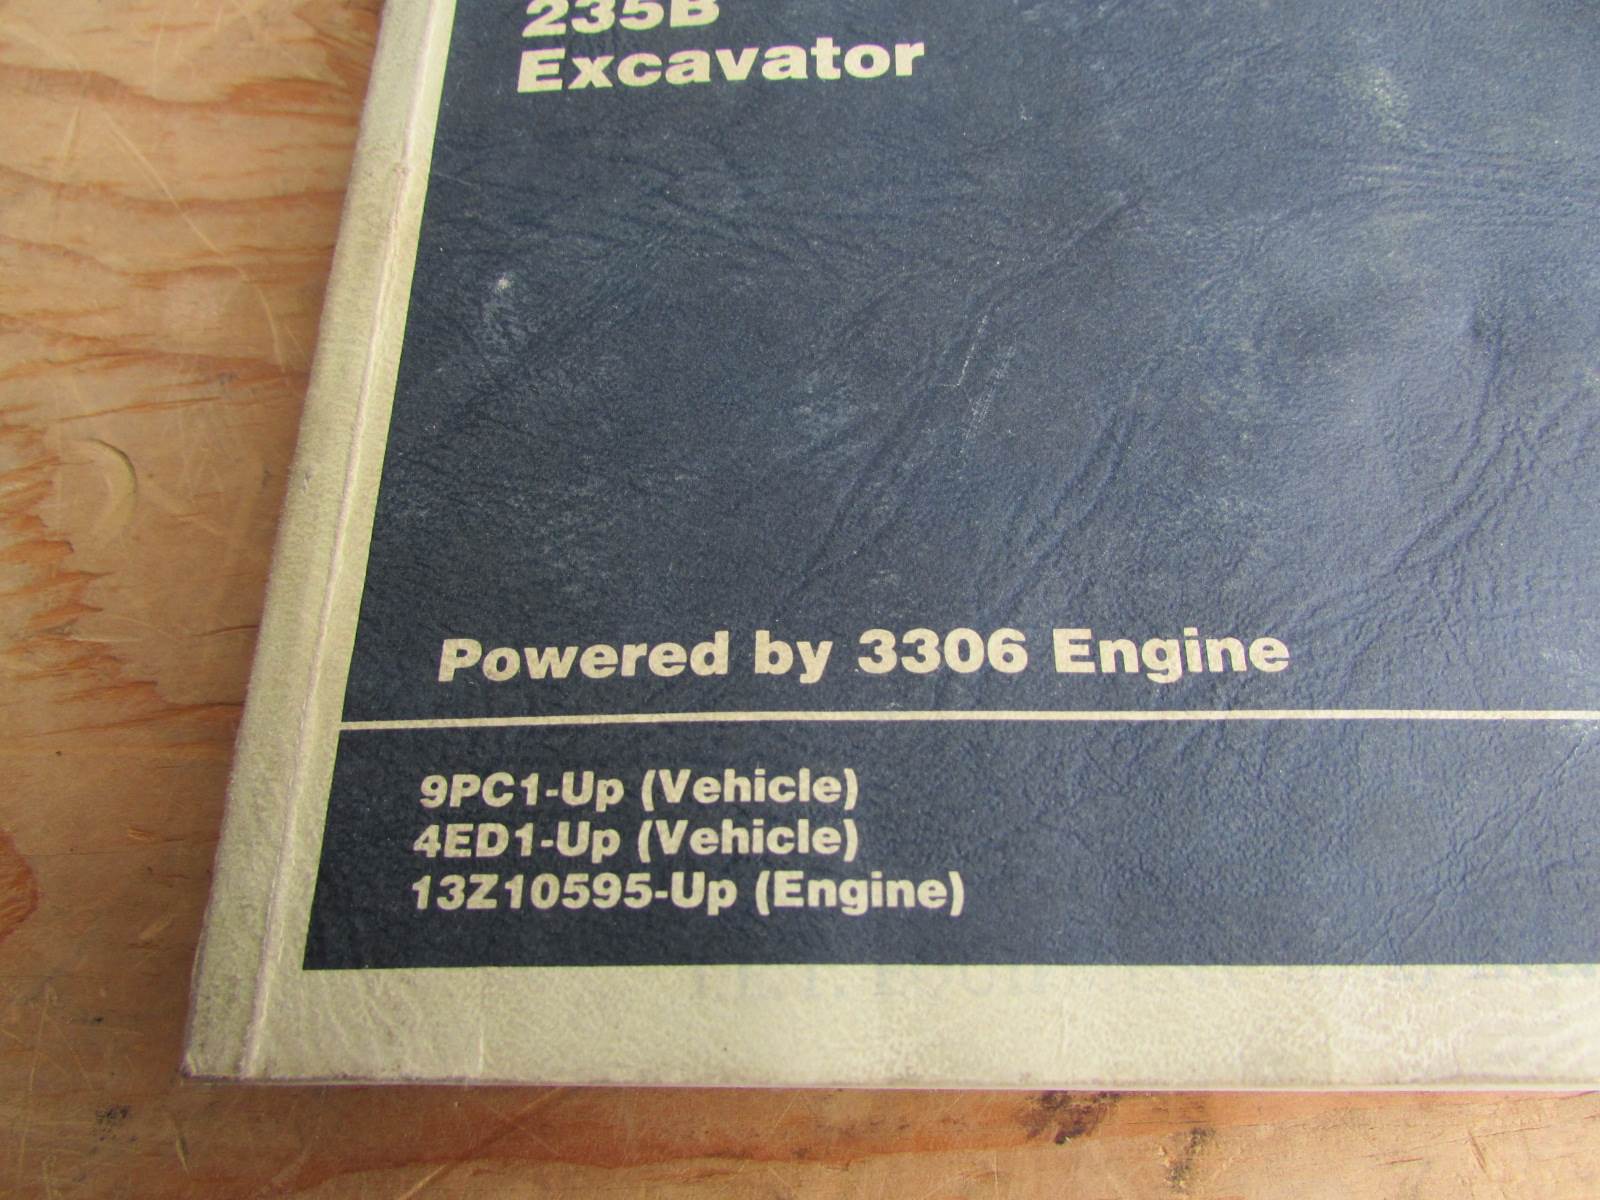 235B
Excavator
Powered by 3306 Engine
9PC1-Up (Vehicle)
4ED1-Up (Vehicle)
13Z10595-Up (Engine)